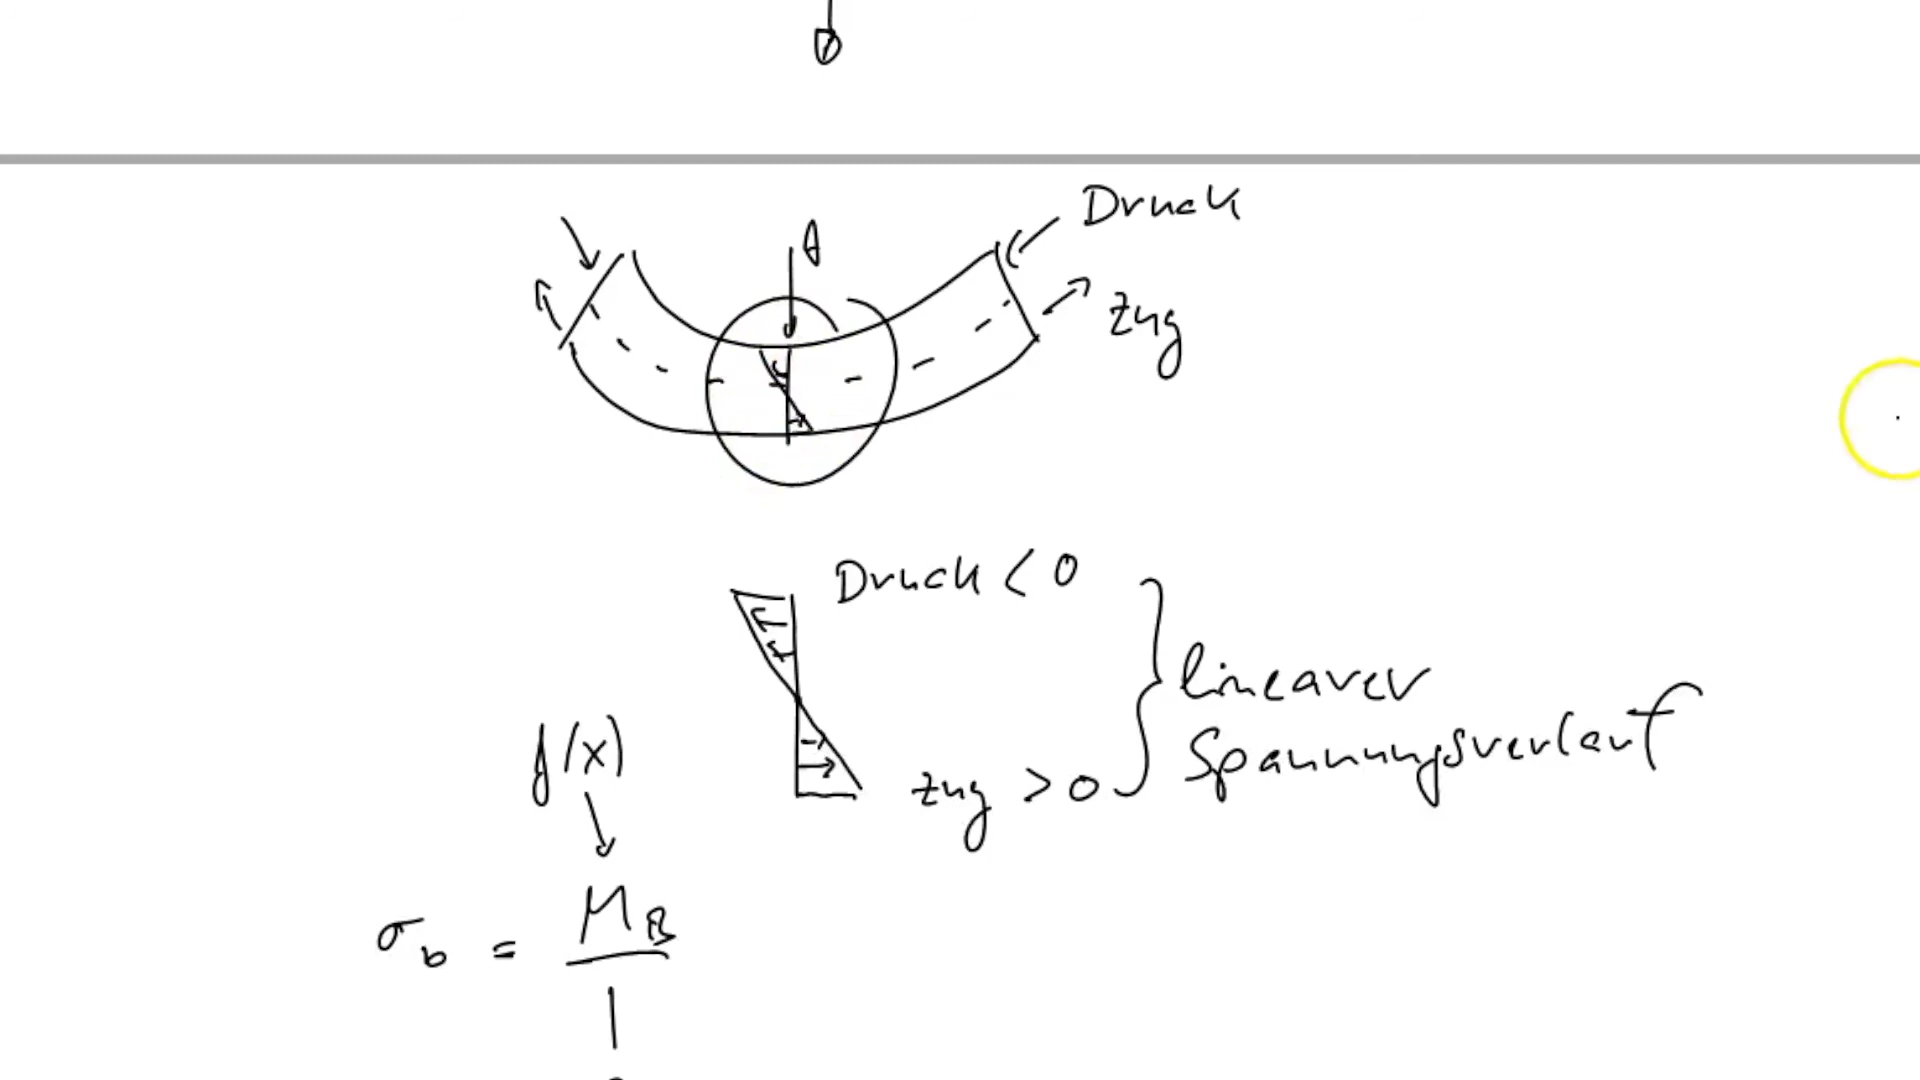 Druck
Zug
Druck < 0
linearer
Spannungsverlauf
Zug > 0
f(x)
σb = MB